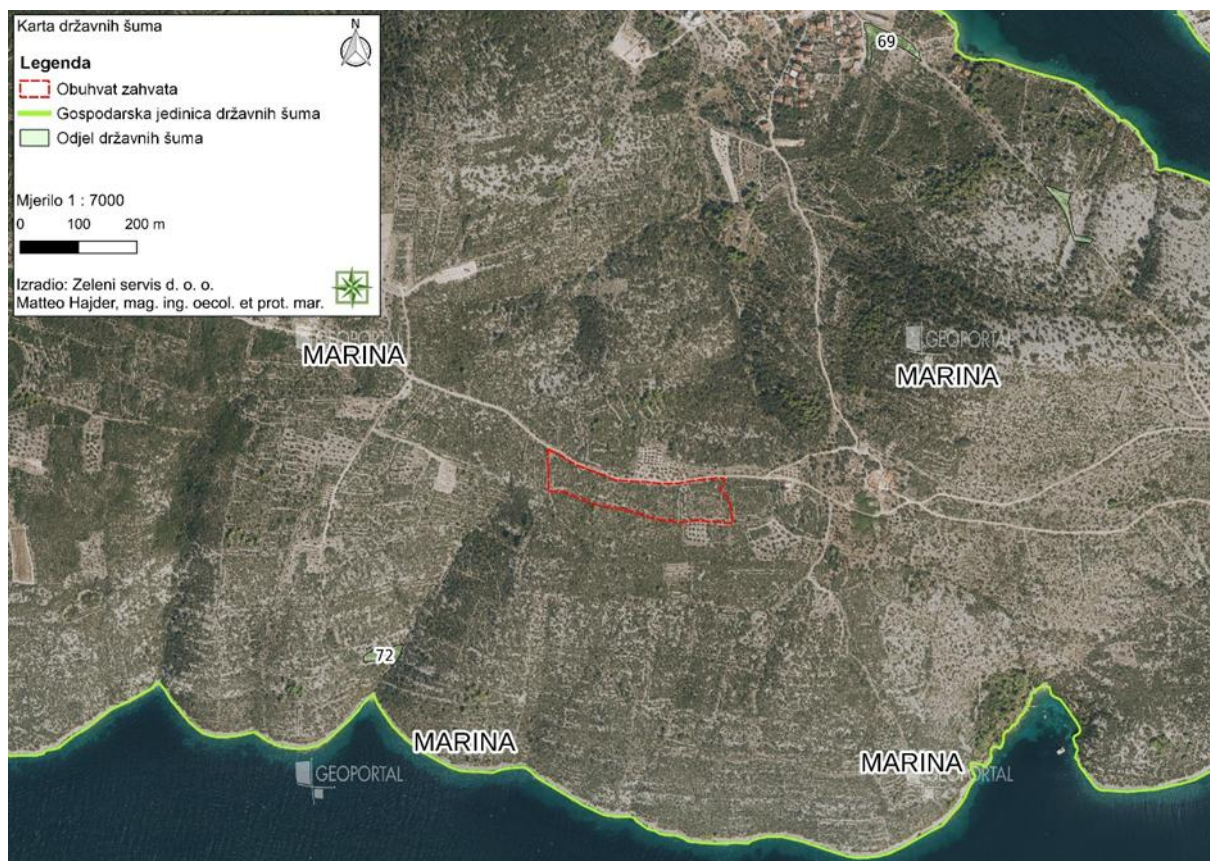 Karta državnih šuma
N
Legenda
Obuhvat zahvata
Gospodarska jedinica državnih šuma
Odjel državnih šuma
Mjerilo 1 : 7000
0 100 200 m
Izradio: Zeleni servis d. o. o.
Matteo Hajder, mag. ing. oecol. et prot. mar.
69
GEOPORTAL
MARINA
GEOPORTAL
MARINA
72
MARINA
MARINA
GEOPORTAL
GEOPORTAL